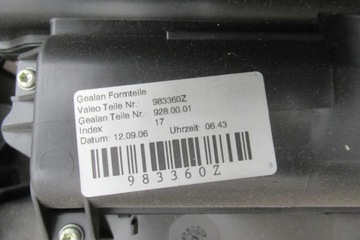 Gealan Formteile
Valeo Teile Nr.: 983360Z
Gealan Teile Nr.: 928.00.01
Index 17
Datum: 12.09.06 Uhrzeit: 06.43
983360Z